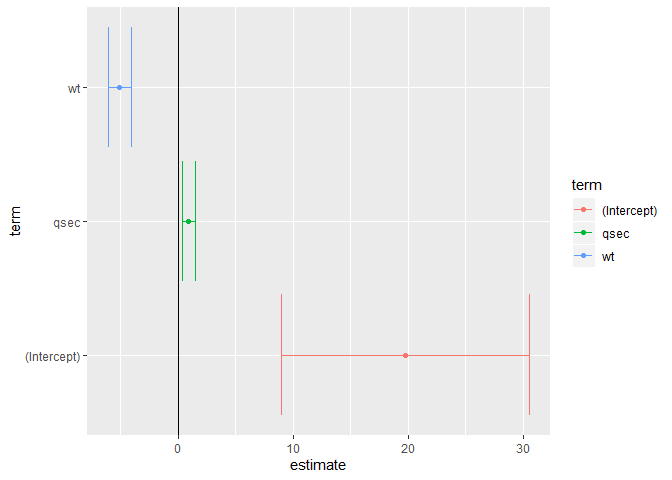 wt
qsec
(Intercept)
term
0 10 20 30
estimate
term
(Intercept)
qsec
wt